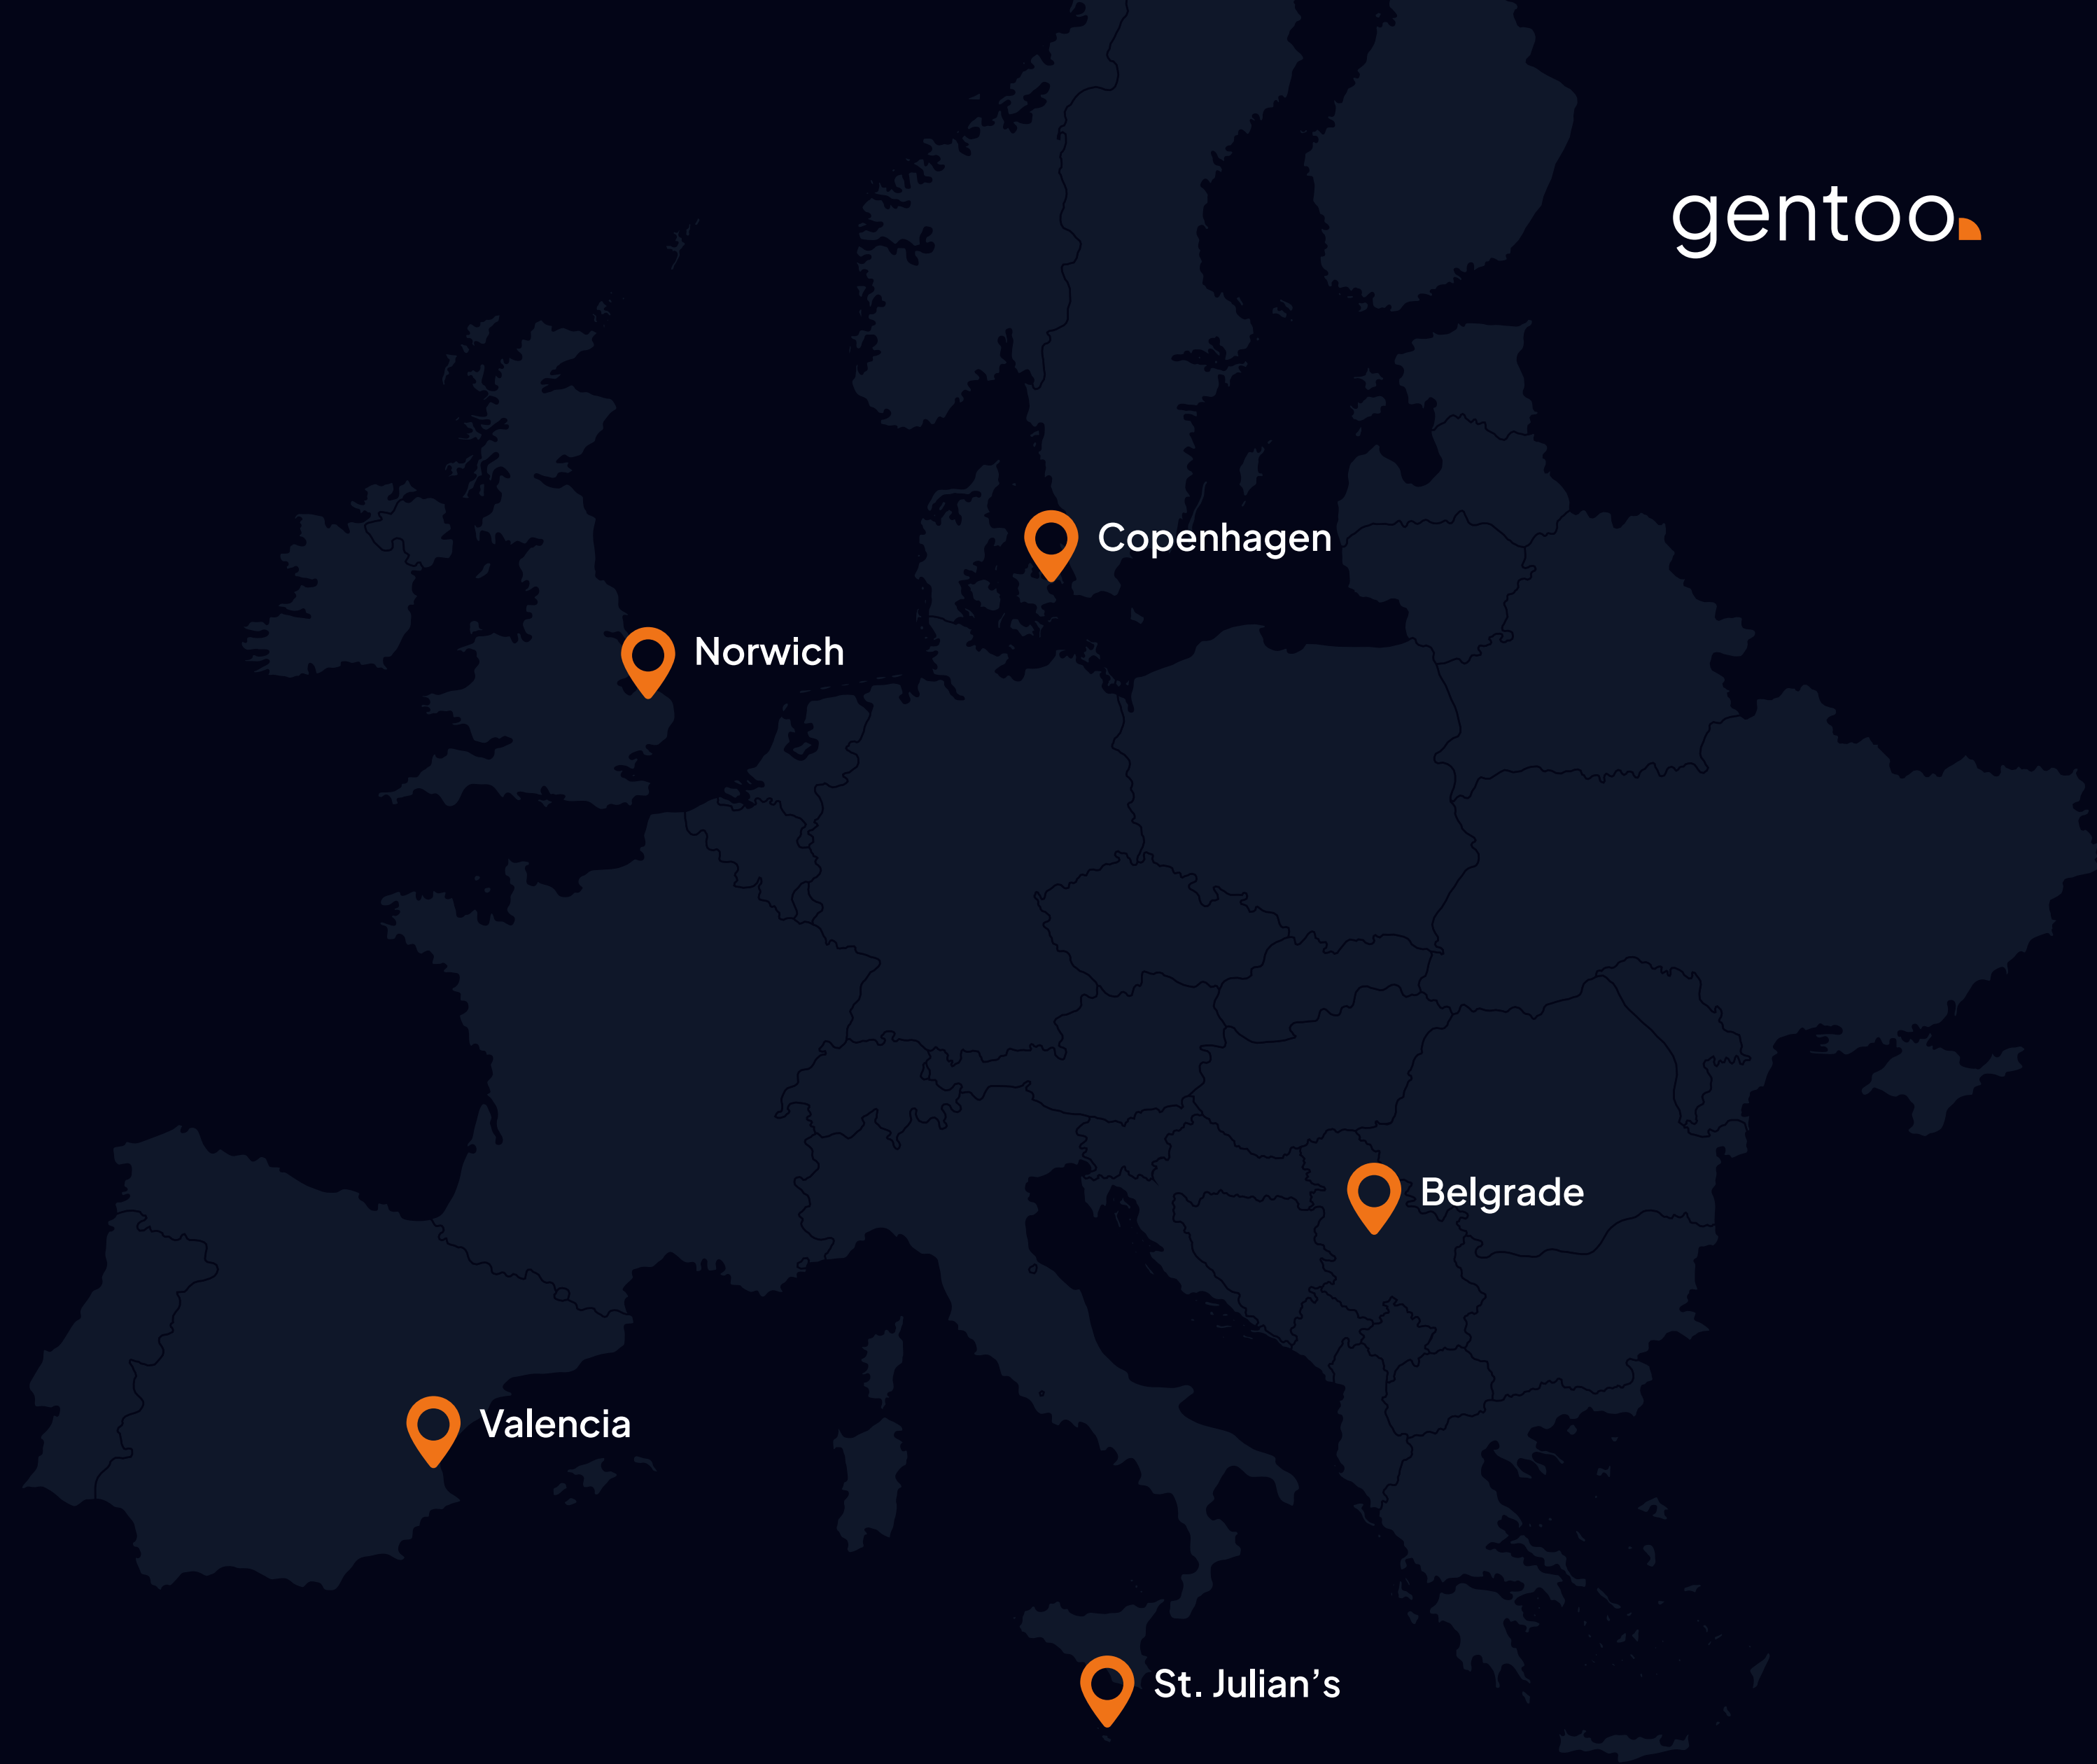 gentoo
Copenhagen
Norwich
Belgrade
Valencia
St. Julian's